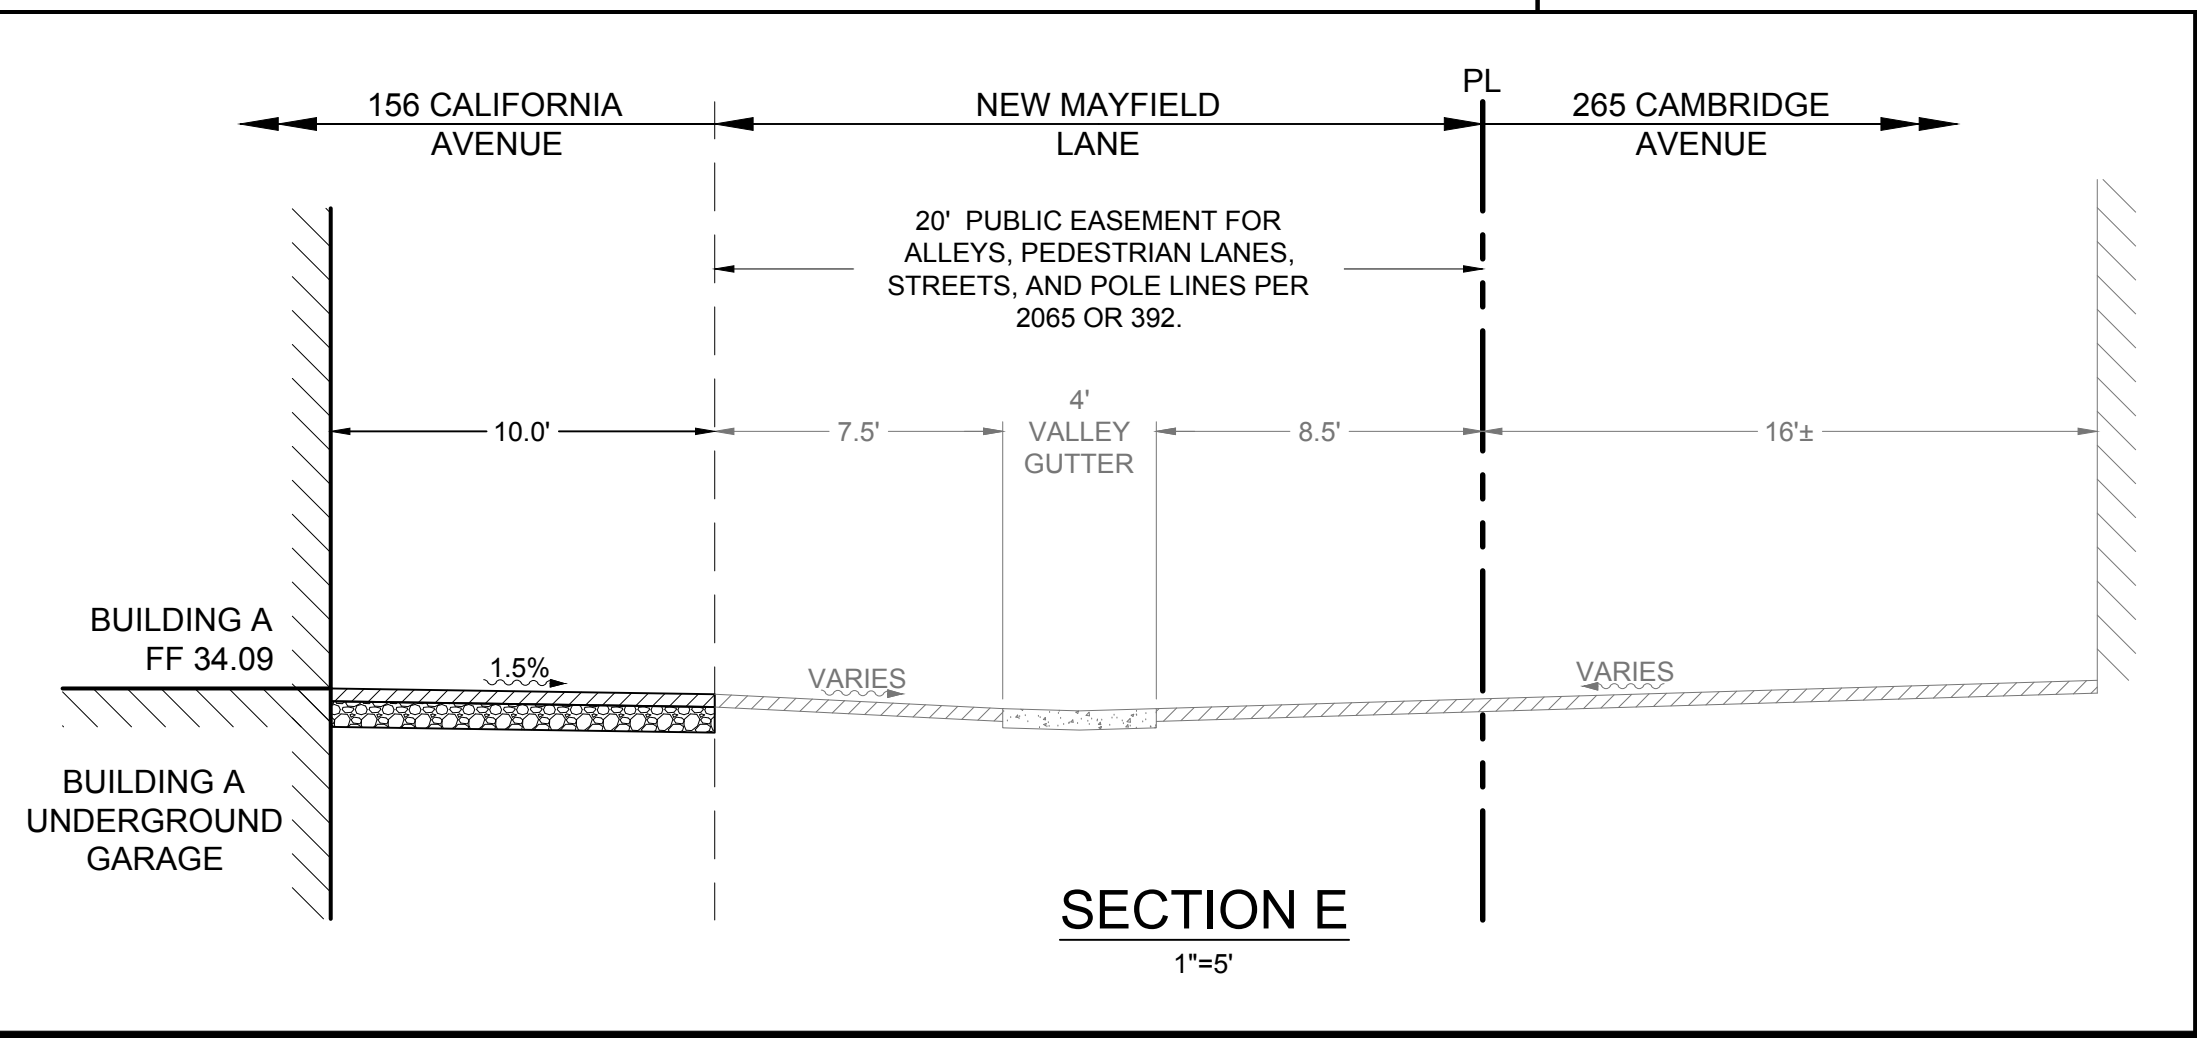 PL
156 CALIFORNIA
AVENUE
NEW MAYFIELD
LANE
265 CAMBRIDGE
AVENUE
20' PUBLIC EASEMENT FOR
ALLEYS, PEDESTRIAN LANES,
STREETS, AND POLE LINES PER
2065 OR 392.
10.0'
7.5'
4'
VALLEY
GUTTER
8.5'
16'±
BUILDING A
FF 34.09
1.5%
VARIES
VARIES
BUILDING A
UNDERGROUND
GARAGE
SECTION E
1"=5'